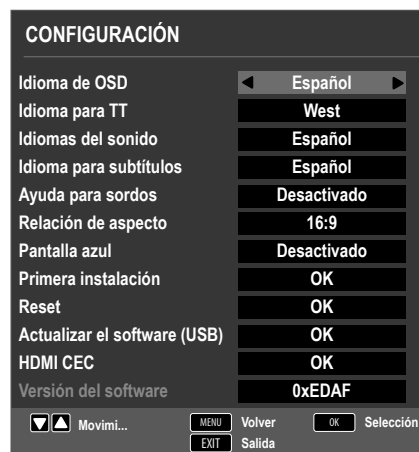 CONFIGURACIÓN
Idioma de OSD Español
Idioma para TT West
Idiomas del sonido Español
Idioma para subtítulos Español
Ayuda para sordos Desactivado
Relación de aspecto 16:9
Pantalla azul Desactivado
Primera instalación OK
Reset OK
Actualizar el software (USB) OK
HDMI CEC OK
Versión del software 0xEDAF
Movimi... MENU Volver OK Selección
EXIT Salida